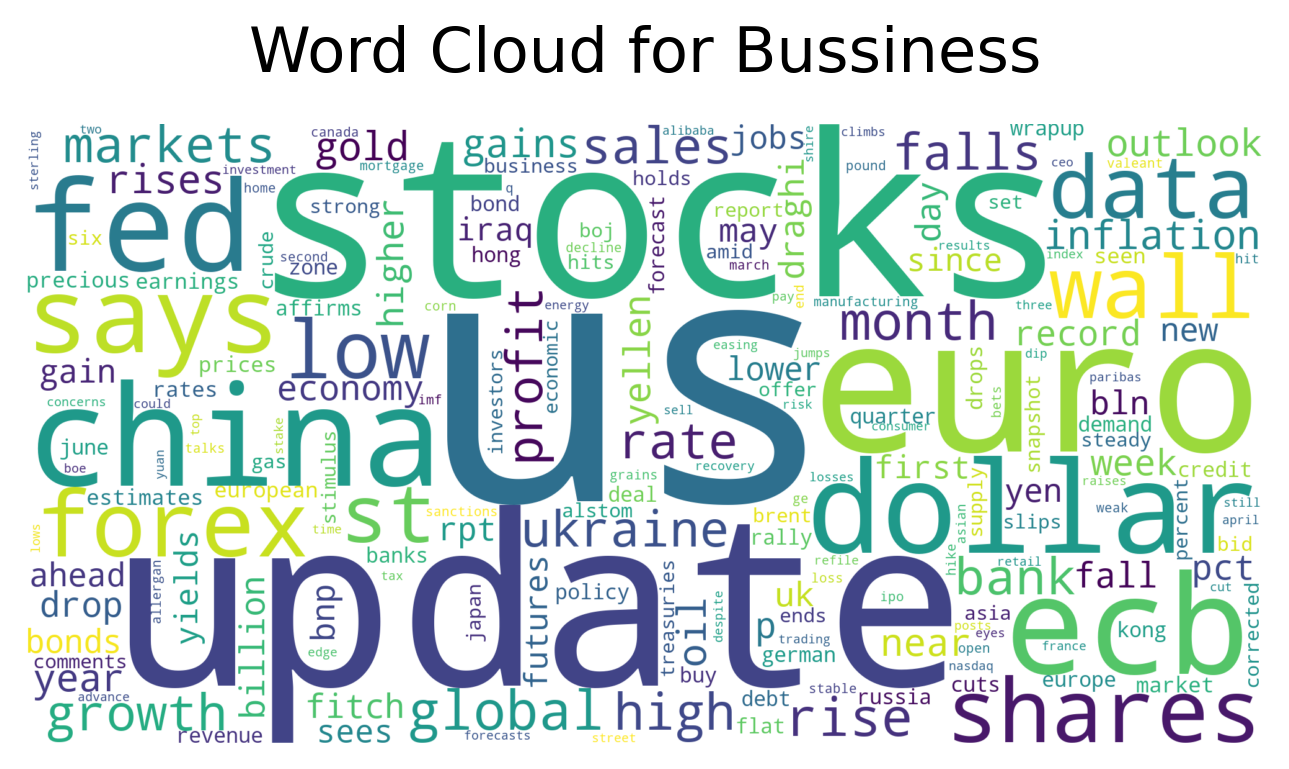 Word Cloud for Bussiness
sterling two canada alibaba climbs wrapup
markets gold gains sales jobs shire falls outlook
rises investment mortgage business pound ceo valeant
fed home stocks holds data
six strong bond q report draghi day set
second zone crude higher iraq hong boj decline hits forecast may amid march since results inflation seen index hit
precious earnings affirms corn energy pay end manufacturing three wall
says low us profit month record new
prices yellen easing jumps euro drops dip
gain rates economy imf investors economic lower offer risk paribas
concerns could china rate sell quarter consumer bets snapshot bln demand steady
june top talks stake boe yuan gas stimulus recovery losses first week credit
estimates european grains deal ge supply yen raises
forex st sanctions alstom brent dollar asian slips weak percent still april
lows time rpt ukraine rally hike bid
yields banks tax refile loss retail
ahead allergan update bank fall pct cut
drop billion bnp edge japan futures policy treasuries oil despite uk ipo ecb corrected
bonds p ends trading german near asia posts eyes open kong france
comments year advance buy stable nasdaq cuts europe market
growth fitch global high debt russia shares
revenue sees forecasts street flat rise